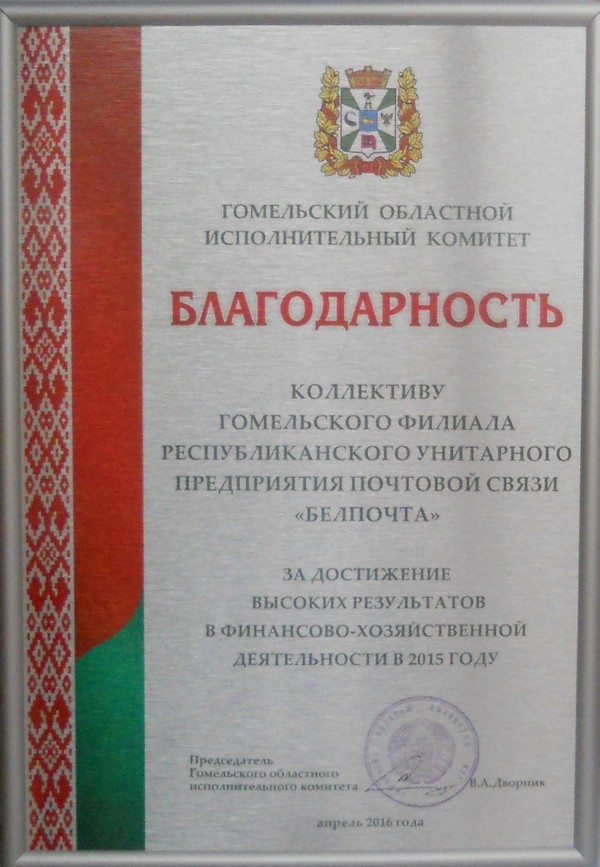 ГОМЕЛЬСКИЙ ОБЛАСТНОЙ
ИСПОЛНИТЕЛЬНЫЙ КОМИТЕТ
БЛАГОДАРНОСТЬ
КОЛЛЕКТИВУ
ГОМЕЛЬСКОГО ФИЛИАЛА
РЕСПУБЛИКАНСКОГО УНИТАРНОГО
ПРЕДПРИЯТИЯ ПОЧТОВОЙ СВЯЗИ
«БЕЛПОЧТА»
ЗА ДОСТИЖЕНИЕ
ВЫСОКИХ РЕЗУЛЬТАТОВ
В ФИНАНСОВО-ХОЗЯЙСТВЕННОЙ
ДЕЯТЕЛЬНОСТИ В 2015 ГОДУ
Председатель
Гомельского областного
исполнительного комитета В.А.Дворник
апрель 2016 года